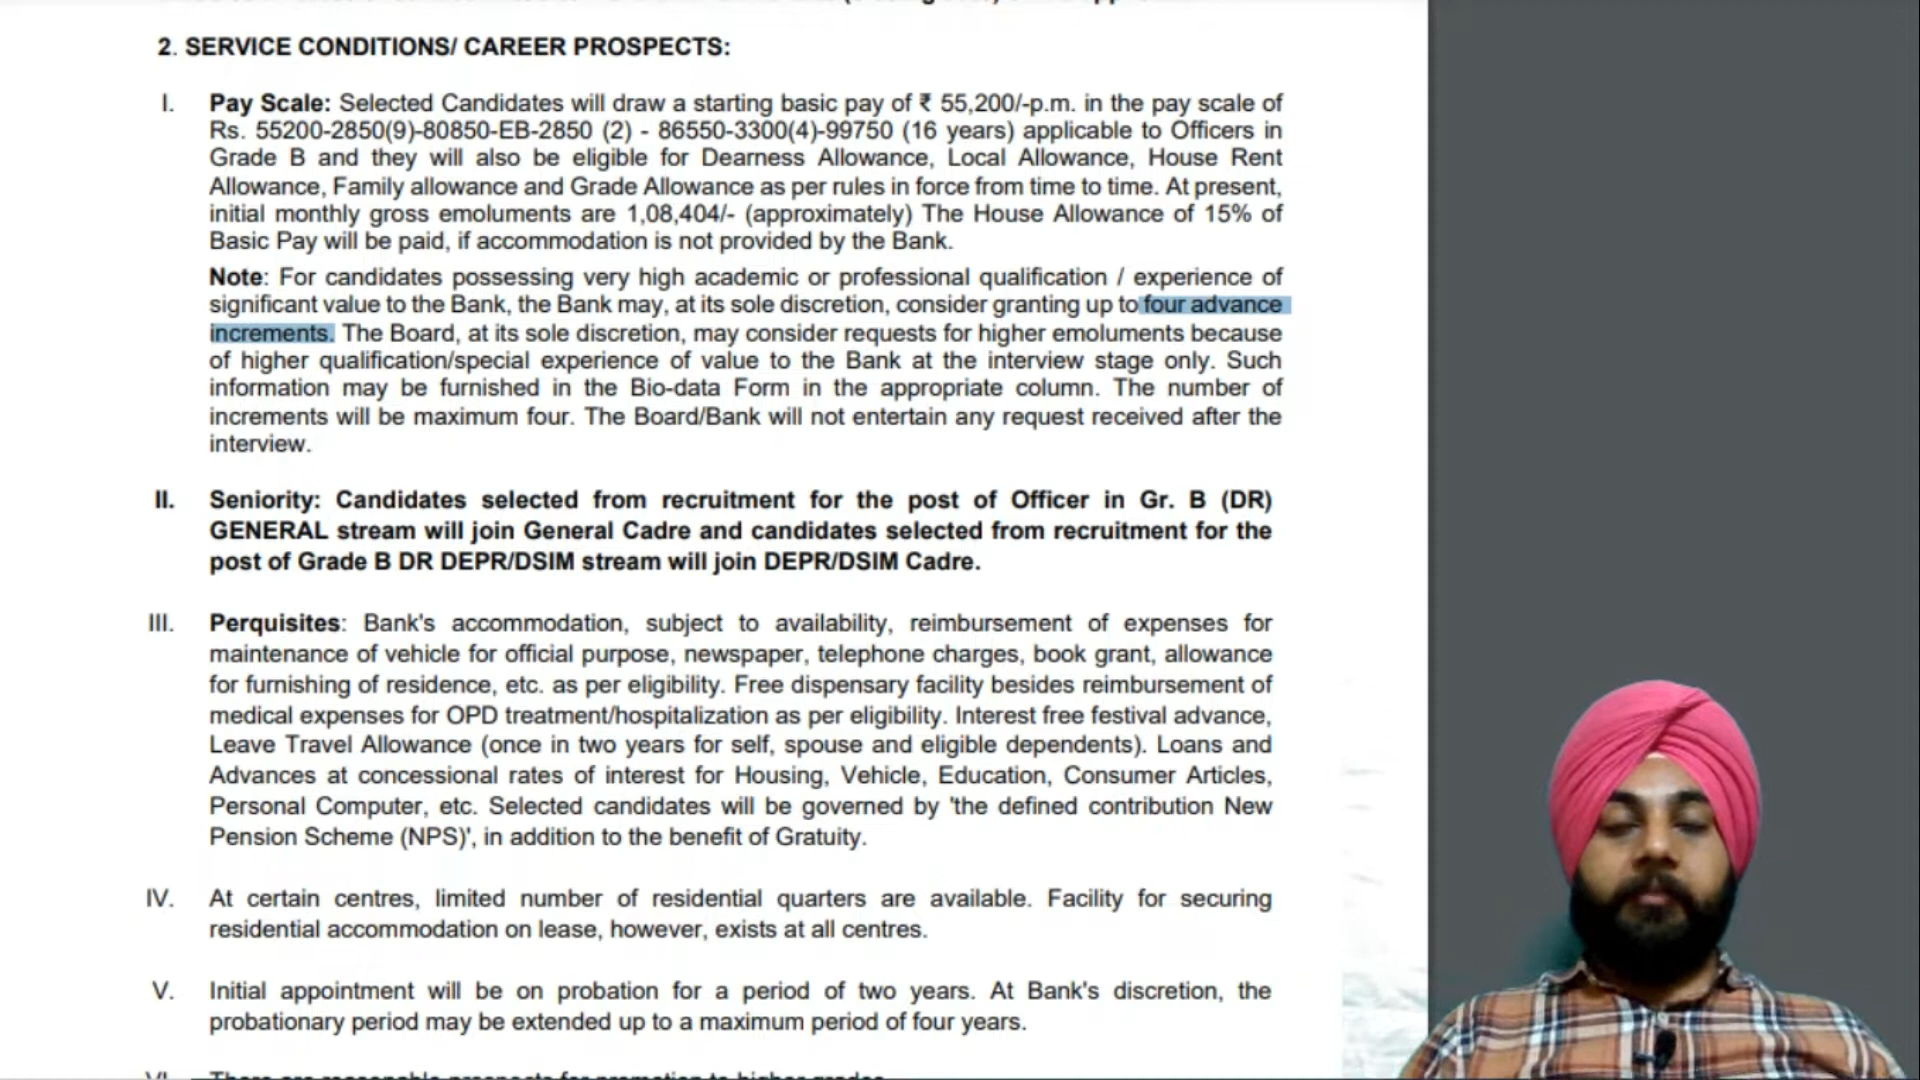 2. SERVICE CONDITIONS/ CAREER PROSPECTS:
I. Pay Scale: Selected Candidates will draw a starting basic pay of ₹ 55,200/-p.m. in the pay scale of
Rs. 55200-2850(9)-80850-EB-2850 (2) - 86550-3300(4)-99750 (16 years) applicable to Officers in
Grade B and they will also be eligible for Dearness Allowance, Local Allowance, House Rent
Allowance, Family allowance and Grade Allowance as per rules in force from time to time. At present,
initial monthly gross emoluments are 1,08,404/- (approximately) The House Allowance of 15% of
Basic Pay will be paid, if accommodation is not provided by the Bank.
Note: For candidates possessing very high academic or professional qualification / experience of
significant value to the Bank, the Bank may, at its sole discretion, consider granting up to four advance
increments. The Board, at its sole discretion, may consider requests for higher emoluments because
of higher qualification/special experience of value to the Bank at the interview stage only. Such
information may be furnished in the Bio-data Form in the appropriate column. The number of
increments will be maximum four. The Board/Bank will not entertain any request received after the
interview.
II. Seniority: Candidates selected from recruitment for the post of Officer in Gr. B (DR)
GENERAL stream will join General Cadre and candidates selected from recruitment for the
post of Grade B DR DEPR/DSIM stream will join DEPR/DSIM Cadre.
III. Perquisites: Bank's accommodation, subject to availability, reimbursement of expenses for
maintenance of vehicle for official purpose, newspaper, telephone charges, book grant, allowance
for furnishing of residence, etc. as per eligibility. Free dispensary facility besides reimbursement of
medical expenses for OPD treatment/hospitalization as per eligibility. Interest free festival advance,
Leave Travel Allowance (once in two years for self, spouse and eligible dependents). Loans and
Advances at concessional rates of interest for Housing, Vehicle, Education, Consumer Articles,
Personal Computer, etc. Selected candidates will be governed by 'the defined contribution New
Pension Scheme (NPS)', in addition to the benefit of Gratuity.
IV. At certain centres, limited number of residential quarters are available. Facility for securing
residential accommodation on lease, however, exists at all centres.
V. Initial appointment will be on probation for a period of two years. At Bank's discretion, the
probationary period may be extended up to a maximum period of four years.
VI. There are reasonable prospects for promotion to higher grades.